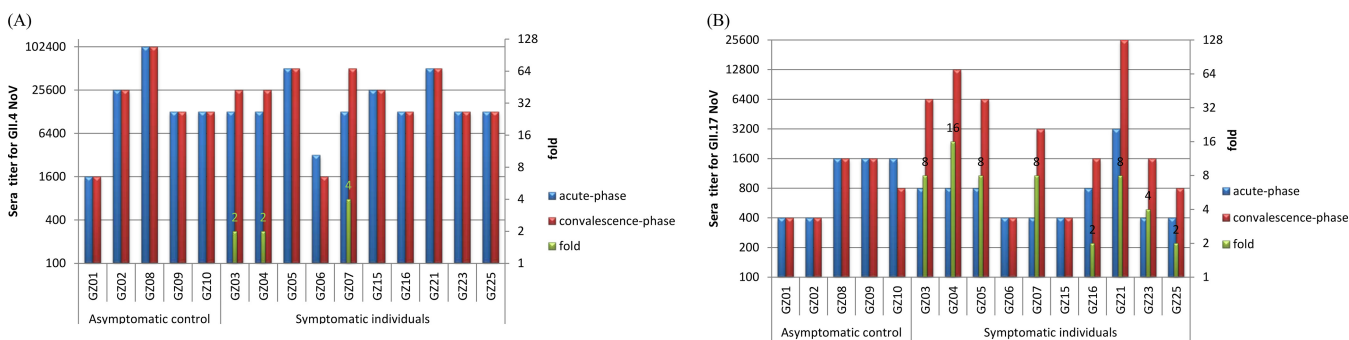 (A)
Sera titer for GII.4 NoV
102400
25600
6400
1600
400
100
2
2
4
128
64
32
16
8
4
2
1
fold
acute-phase
convalescence-phase
fold
GZ01
GZ02
GZ08
GZ09
GZ10
GZ03
GZ04
GZ05
GZ06
GZ07
GZ15
GZ16
GZ21
GZ23
GZ25
Asymptomatic control
Symptomatic individuals
(B)
Sera titer for GII.17 NoV
25600
12800
6400
3200
1600
800
400
200
100
8
16
8
8
2
8
4
2
128
64
32
16
8
4
2
1
fold
acute-phase
convalescence-phase
fold
GZ01
GZ02
GZ08
GZ09
GZ10
GZ03
GZ04
GZ05
GZ06
GZ07
GZ15
GZ16
GZ21
GZ23
GZ25
Asymptomatic control
Symptomatic individuals